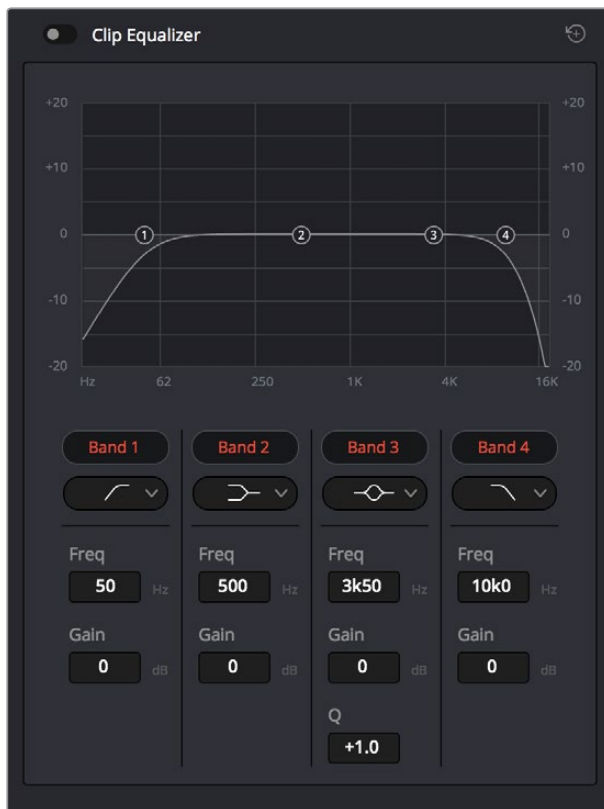 Clip Equalizer
+20 +20
+10 +10
0 1 2 3 4 0
-10 -10
-20 -20
Hz 62 250 1K 4K 16K
Band 1 Band 2 Band 3 Band 4
Freq Freq Freq Freq
50 Hz 500 Hz 3k50 Hz 10k0 Hz
Gain Gain Gain Gain
0 dB 0 dB 0 dB 0 dB
Q
+1.0